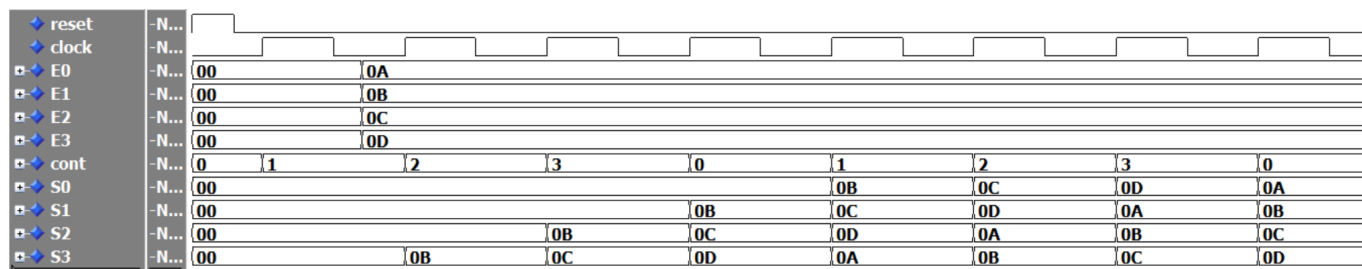 reset -N...
clock -N...
E0 -N... 00 0A
E1 -N... 00 0B
E2 -N... 00 0C
E3 -N... 00 0D
cont -N... 0 1 2 3 0 1 2 3 0
S0 -N... 00 0B 0C 0D 0A
S1 -N... 00 0B 0C 0D 0A 0B
S2 -N... 00 0B 0C 0D 0A 0B 0C
S3 -N... 00 0B 0C 0D 0A 0B 0C 0D